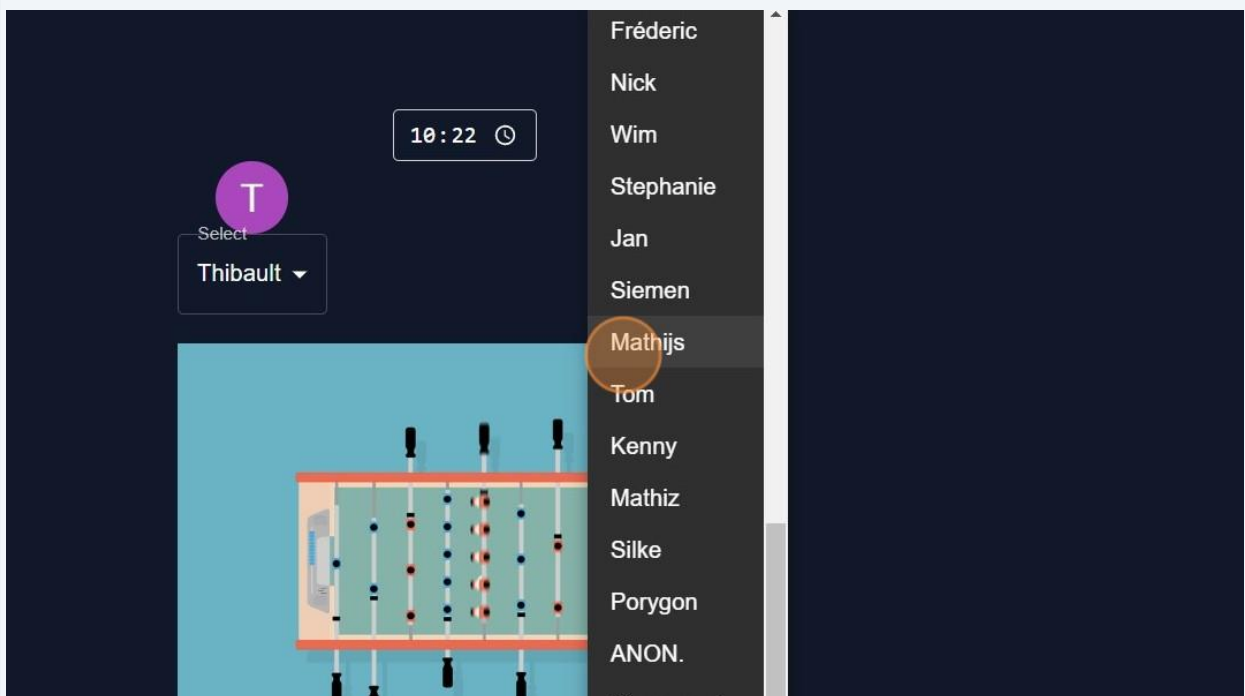 10:22
T
Select
Thibault
Fréderic
Nick
Wim
Stephanie
Jan
Siemen
Mathijs
Tom
Kenny
Mathiz
Silke
Porygon
ANON.